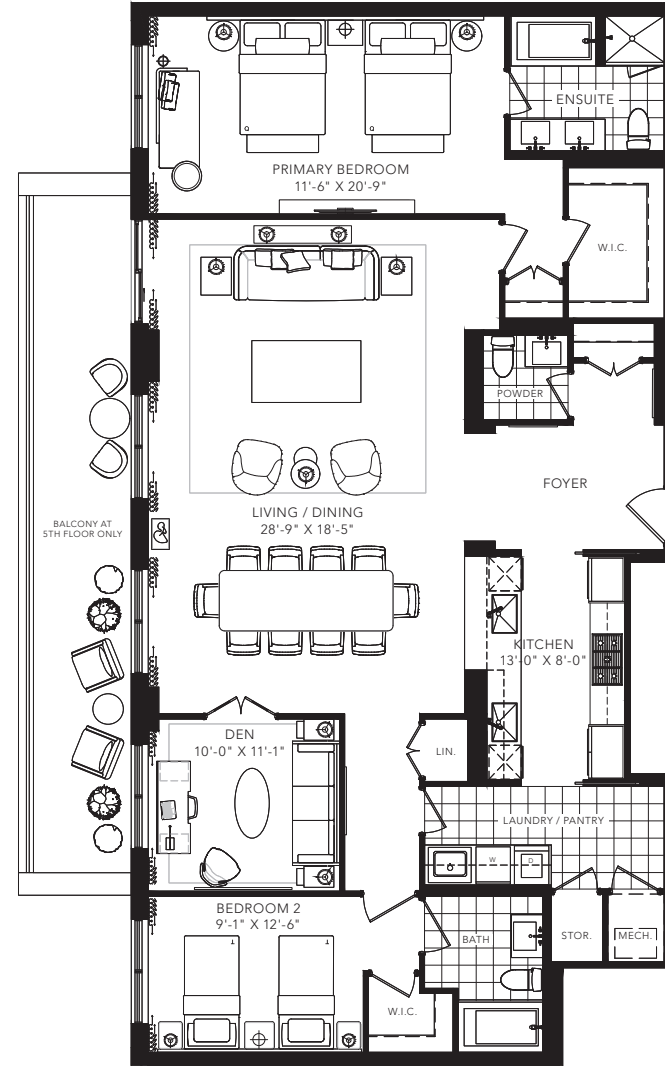 ENSUITE
PRIMARY BEDROOM
11'-6" X 20'-9"
W.I.C.
POWDER
FOYER
LIVING / DINING
28'-9" X 18'-5"
BALCONY AT
5TH FLOOR ONLY
KITCHEN
13'-0" X 8'-0"
DEN
10'-0" X 11'-1"
LIN.
LAUNDRY / PANTRY
W
D
BEDROOM 2
9'-1" X 12'-6"
BATH
STOR.
MECH.
W.I.C.